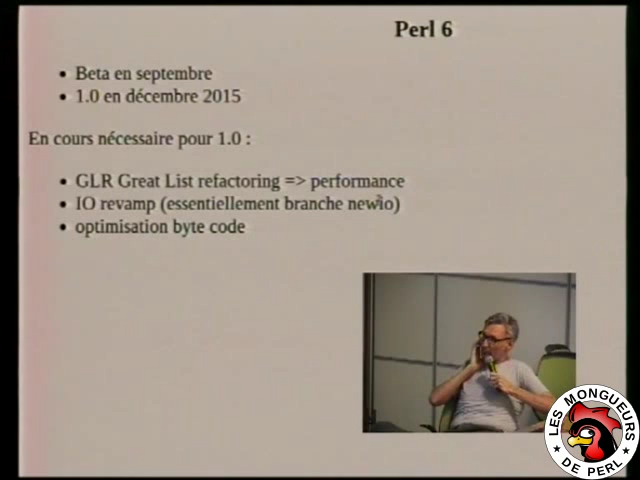 Perl 6
Beta en septembre
1.0 en décembre 2015
En cours nécessaire pour 1.0 :
GLR Great List refactoring => performance
IO revamp (essentiellement branche newio)
optimisation byte code
LES MONGUEURS
DE PERL